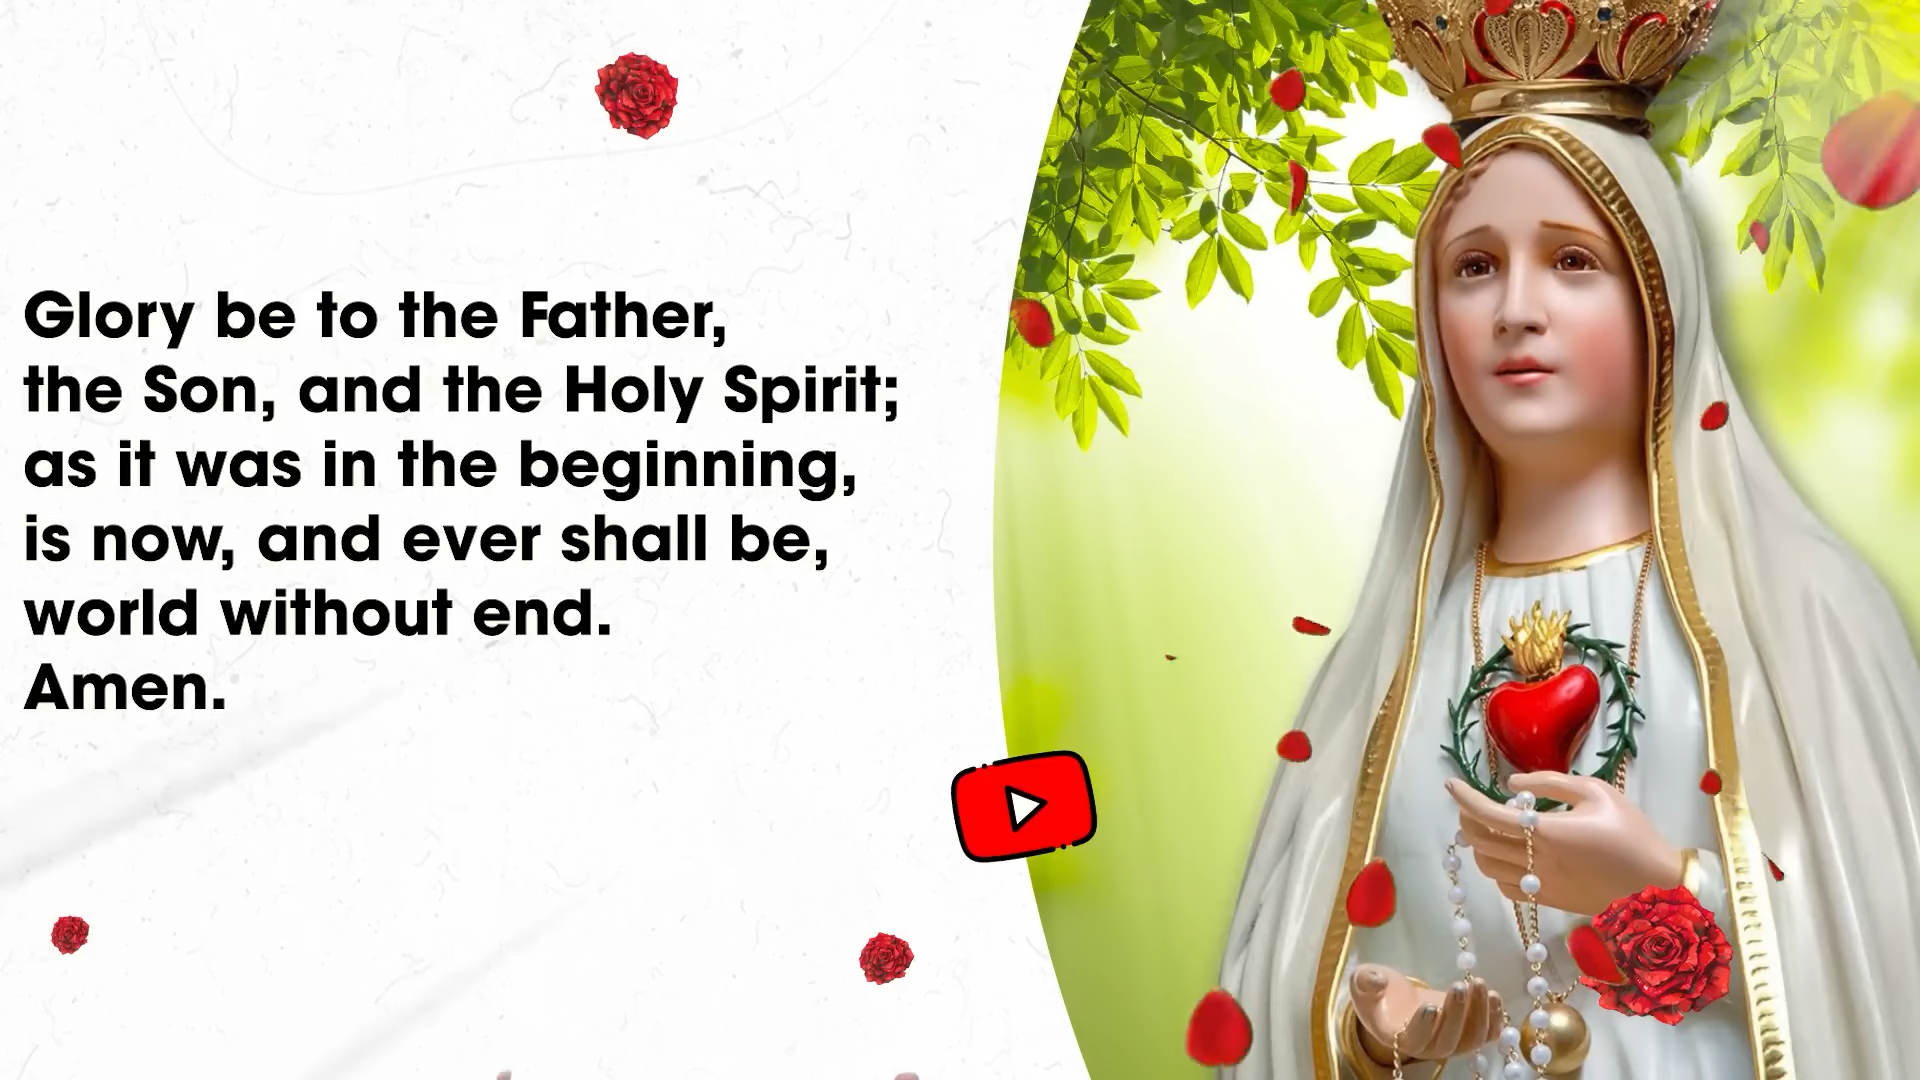 Glory be to the Father,
the Son, and the Holy Spirit;
as it was in the beginning,
is now, and ever shall be,
world without end.
Amen.